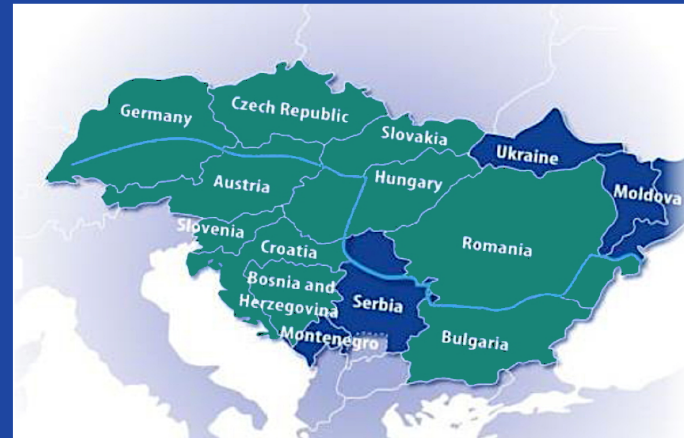 Germany
Czech Republic
Slovakia
Ukraine
Moldova
Austria
Hungary
Slovenia
Croatia
Romania
Bosnia and
Herzegovina
Serbia
Montenegro
Bulgaria